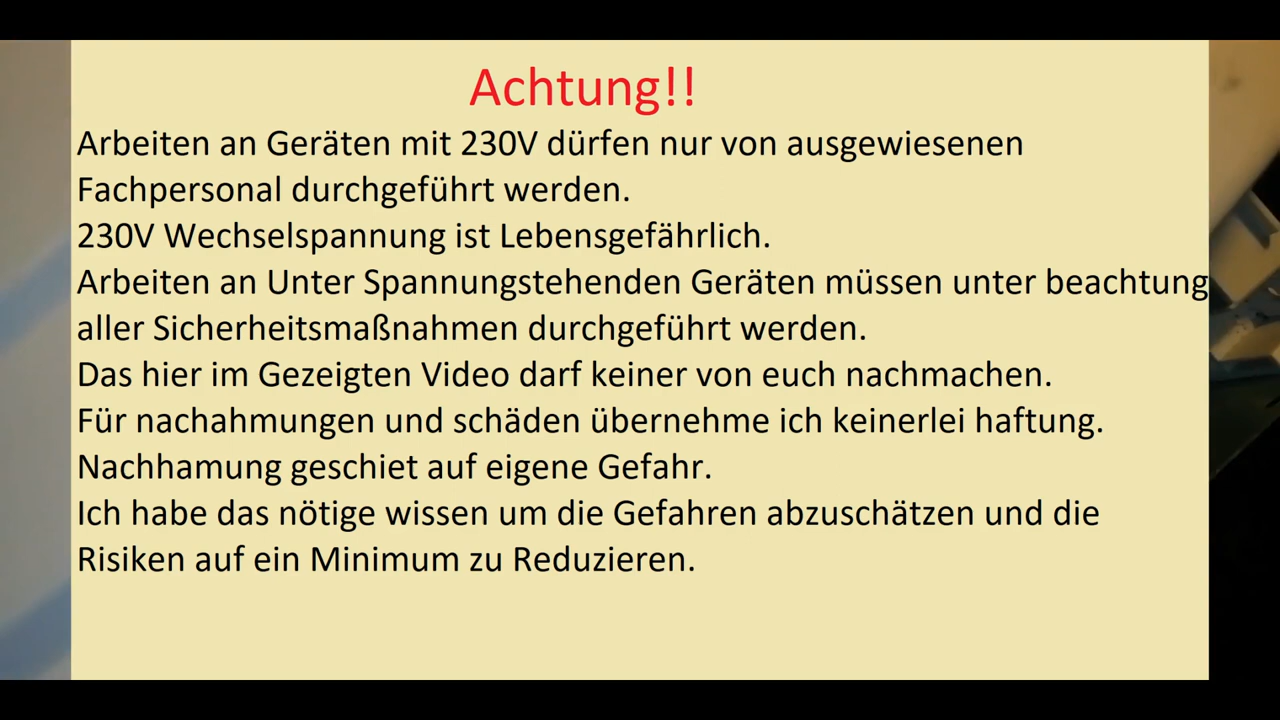 Achtung!!
Arbeiten an Geräten mit 230V dürfen nur von ausgewiesenen
Fachpersonal durchgeführt werden.
230V Wechselspannung ist Lebensgefährlich.
Arbeiten an Unter Spannungstehenden Geräten müssen unter beachtung
aller Sicherheitsmaßnahmen durchgeführt werden.
Das hier im Gezeigten Video darf keiner von euch nachmachen.
Für nachahmungen und schäden übernehme ich keinerlei haftung.
Nachhamung geschiet auf eigene Gefahr.
Ich habe das nötige wissen um die Gefahren abzuschätzen und die
Risiken auf ein Minimum zu Reduzieren.